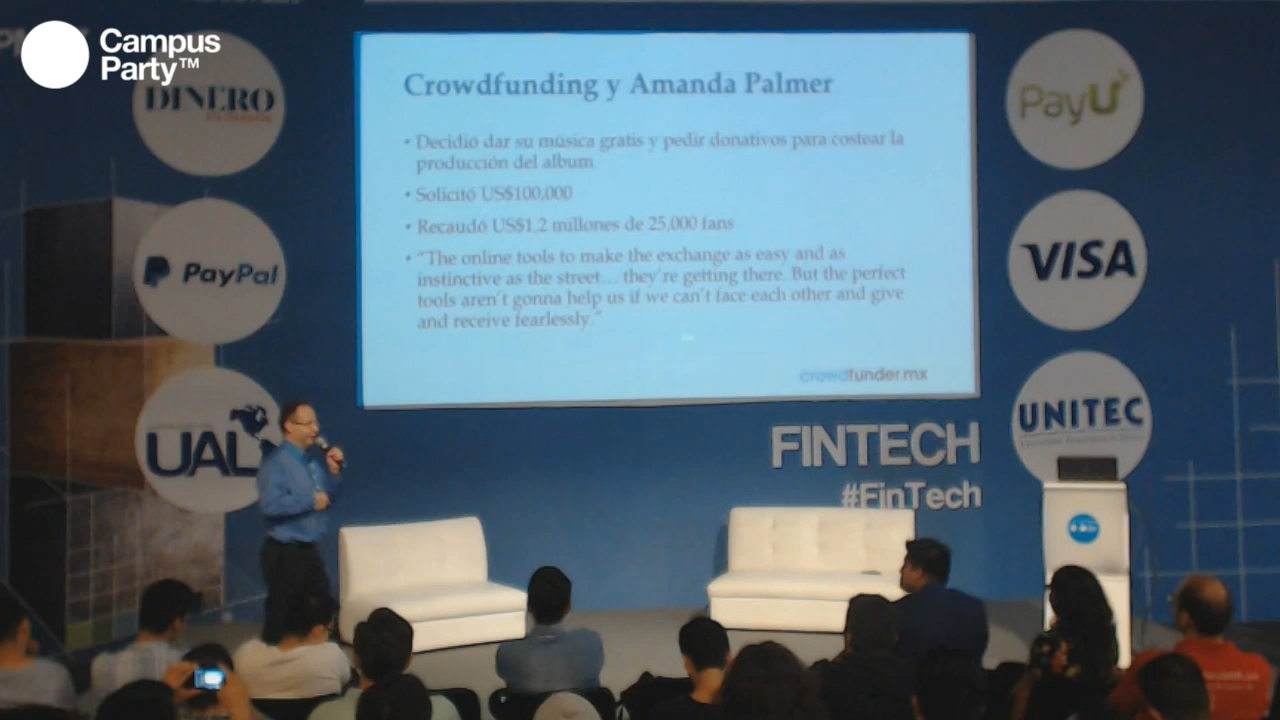 Campus
Party™
DINERO
PayPal
UAL
Crowdfunding y Amanda Palmer
• Decidió dar su música gratis y pedir donativos para costear la
producción del album
• Solicitó US$100,000
• Recaudó US$1.2 millones de 25,000 fans
• "The online tools to make the exchange as easy and as
instinctive as the street... they're getting there. But the perfect
tools aren't gonna help us if we can't face each other and give
and receive fearlessly."
crowdfunder.mx
PayU
VISA
UNITEC
FINTECH
#FinTech